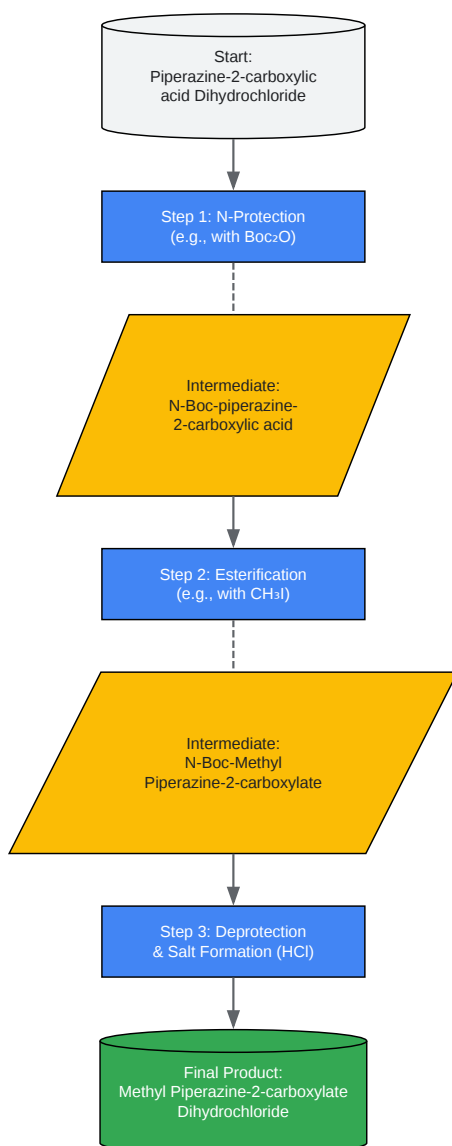 Start:
Piperazine-2-carboxylic
acid Dihydrochloride
Step 1: N-Protection
(e.g., with Boc₂O)
Intermediate:
N-Boc-piperazine-
2-carboxylic acid
Step 2: Esterification
(e.g., with CH₃I)
Intermediate:
N-Boc-Methyl
Piperazine-2-carboxylate
Step 3: Deprotection
& Salt Formation (HCl)
Final Product:
Methyl Piperazine-2-carboxylate
Dihydrochloride